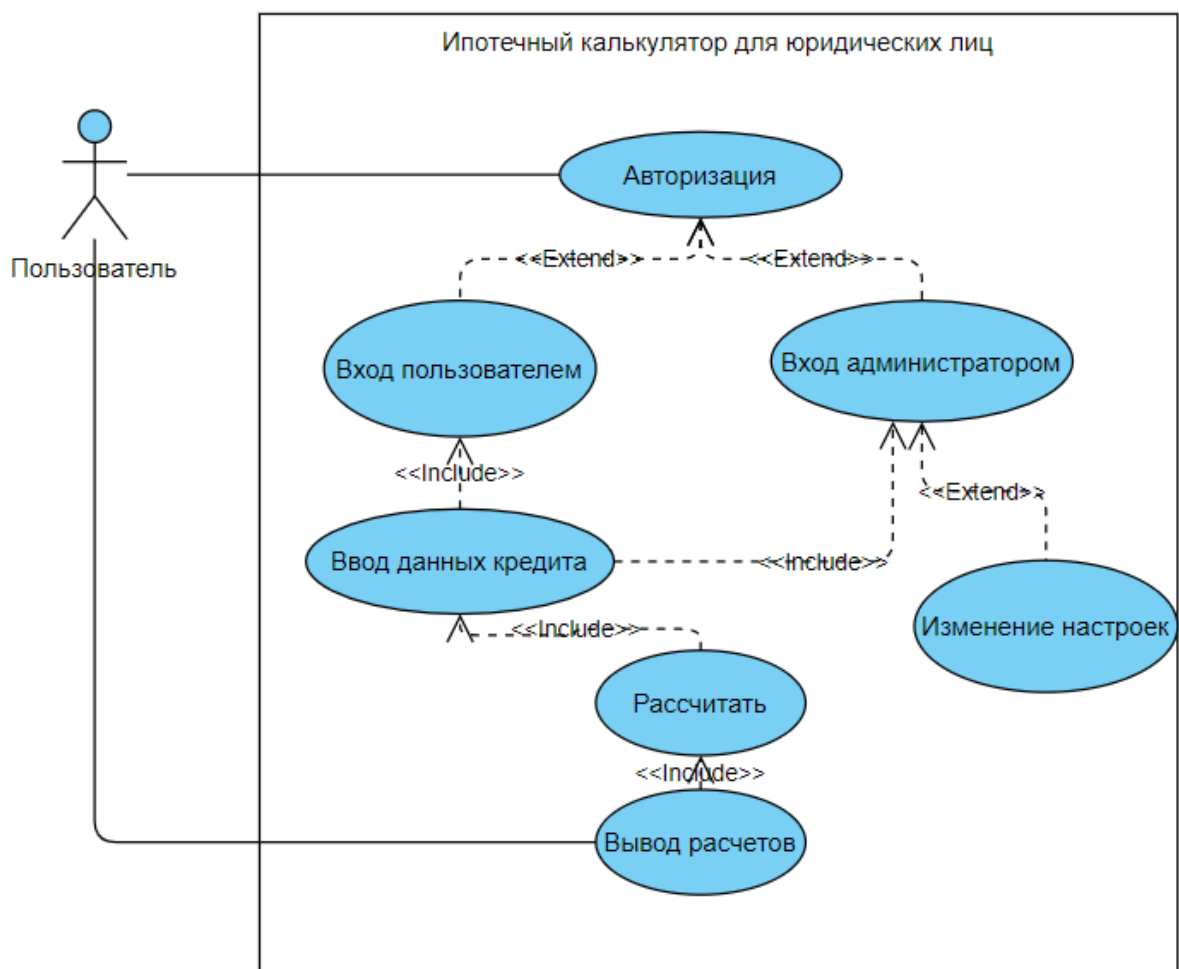 Ипотечный калькулятор для юридических лиц
Авторизация
Пользователь
<<Extend>>
<<Extend>>
Вход пользователем
Вход администратором
<<Include>>
<<Extend>>
Ввод данных кредита
<<Include>>
<<Include>>
Изменение настроек
Рассчитать
<<Include>>
Вывод расчетов